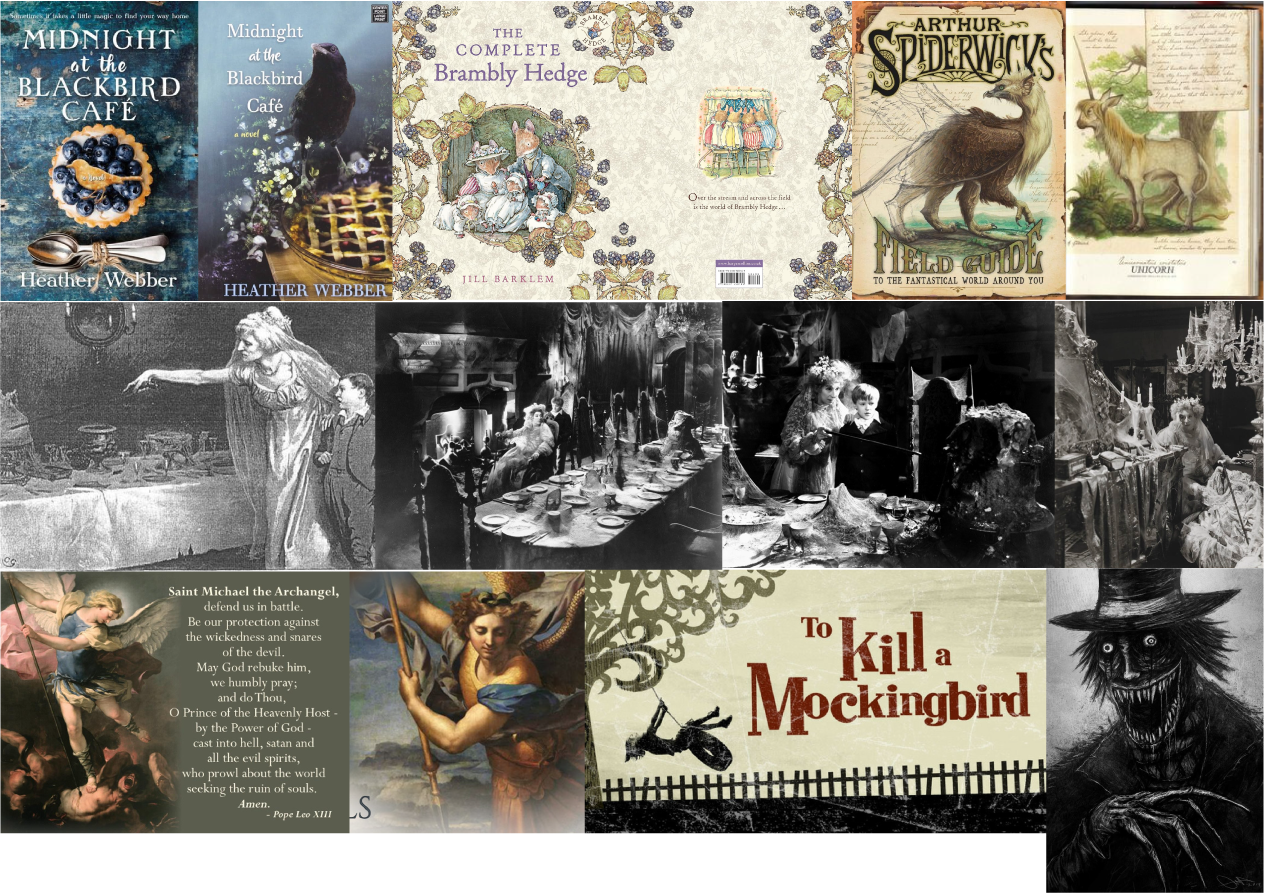 Sometimes it takes a little magic to find your way home
MIDNIGHT
at the
BLACKBIRD
CAFÉ
Heather Webber
Midnight
at the
Blackbird
Café
a novel
HEATHER WEBBER
THE
COMPLETE
Brambly Hedge
JILL BARKLEM
BRAMBLY
HEDGE
Over the stream and across the field
is the world of Brambly Hedge....
ARTHUR
SPIDERWICK'S
FIELD GUIDE
TO THE FANTASTICAL WORLD AROUND YOU
UNICORN
Saint Michael the Archangel,
defend us in battle.
Be our protection against
the wickedness and snares
of the devil.
May God rebuke him,
we humbly pray;
and do Thou,
O Prince of the Heavenly Host -
by the Power of God -
cast into hell, satan and
all the evil spirits,
who prowl about the world
seeking the ruin of souls.
Amen.
- Pope Leo XIII
LS
To
Kill a
Mockingbird